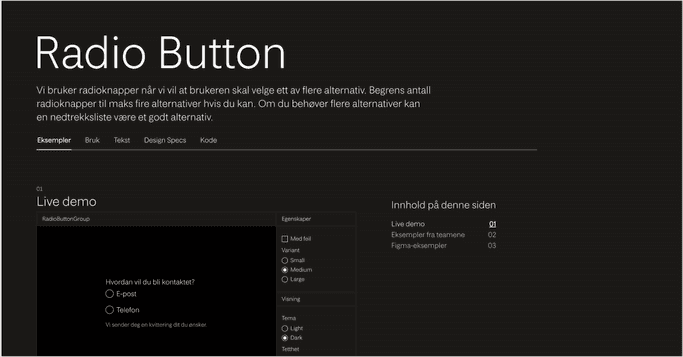 Radio Button
Vi bruker radioknapper når vi vil at brukeren skal velge ett av flere alternativ. Begrens antall
radioknapper til maks fire alternativer hvis du kan. Om du behøver flere alternativer kan
en nedtrekksliste være et godt alternativ.
Eksempler Bruk Tekst Design Specs Kode
01
Live demo
RadioButtonGroup
Hvordan vil du bli kontaktet?
E-post
Telefon
Vi sender deg en kvittering dit du ønsker.
Egenskaper
Med feil
Variant
Small
Medium
Large
Visning
Tema
Light
Dark
Tetthet
Innhold på denne siden
Live demo 01
Eksempler fra teamene 02
Figma-eksempler 03